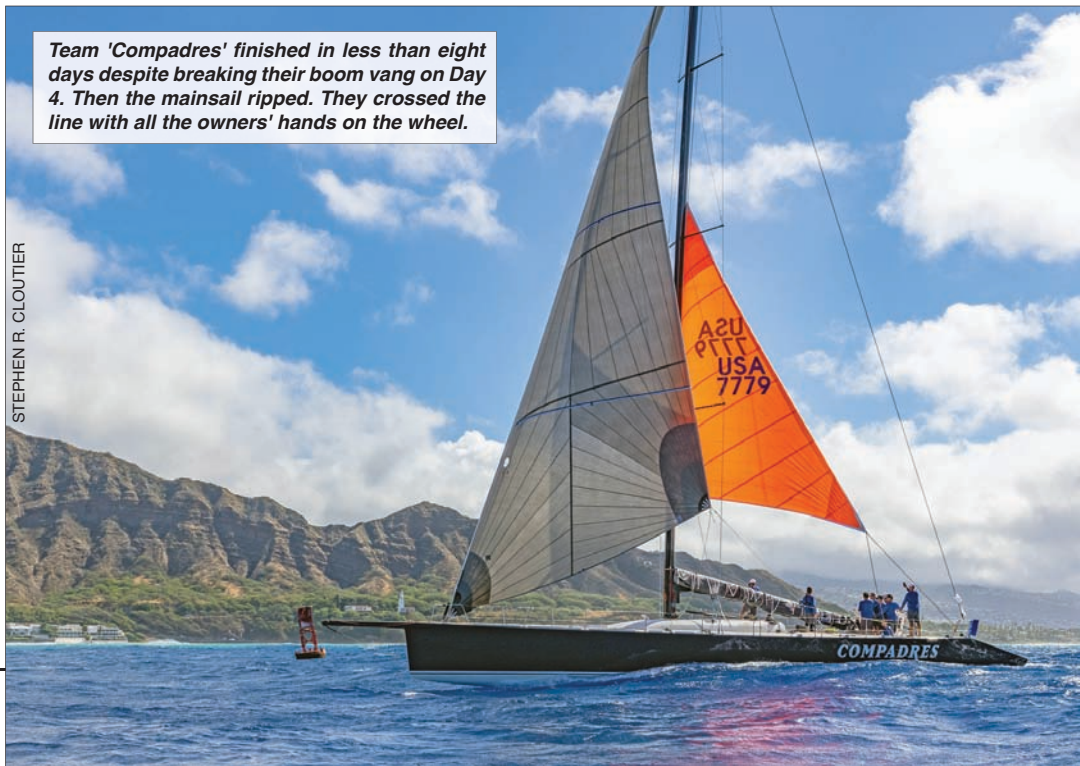 Team 'Compadres' finished in less than eight
days despite breaking their boom vang on Day
4. Then the mainsail ripped. They crossed the
line with all the owners' hands on the wheel.
STEPHEN R. CLOUTIER
USA
7779
USA
7779
COMPADRES